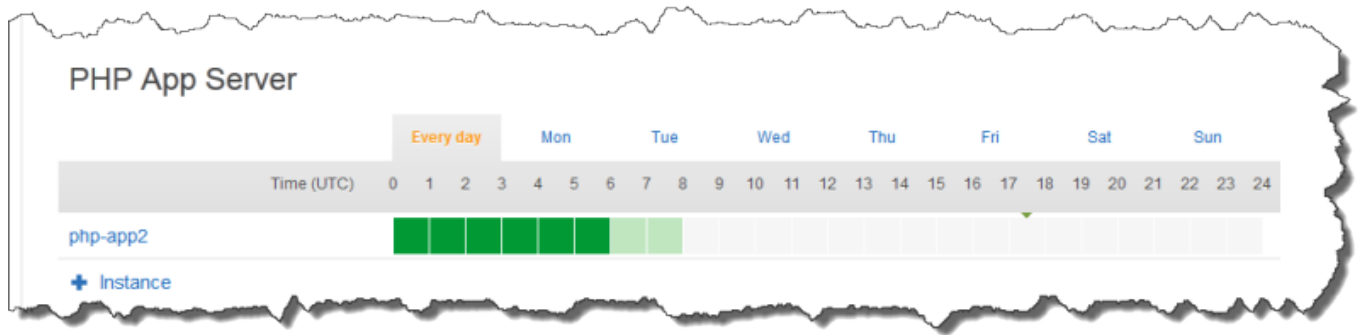 PHP App Server
Every day Mon Tue Wed Thu Fri Sat Sun
Time (UTC) 0 1 2 3 4 5 6 7 8 9 10 11 12 13 14 15 16 17 18 19 20 21 22 23 24
php-app2
+ Instance